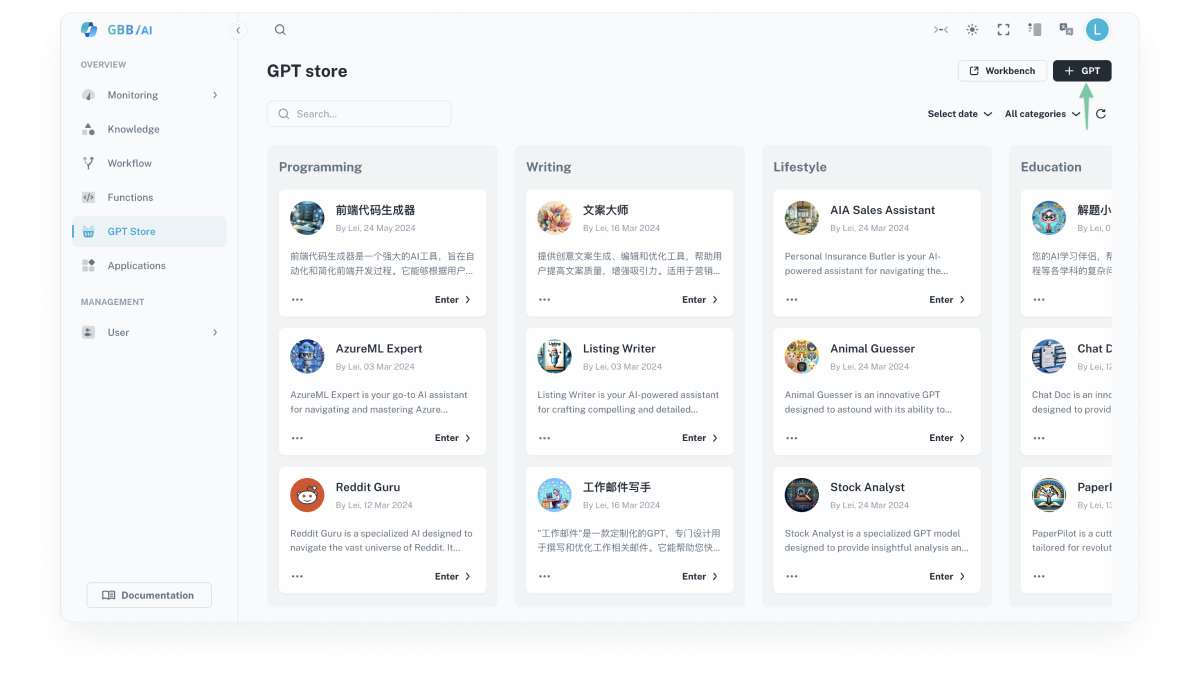 GBB/AI
L
OVERVIEW
Monitoring
Knowledge
Workflow
Functions
GPT Store
Applications
MANAGEMENT
User
Documentation
GPT store
Workbench
GPT
Search...
Select date
All categories
Programming
前端代码生成器
By Lei, 24 May 2024
前端代码生成器是一个强大的AI工具，旨在自
动化和简化前端开发过程。它能够根据用户...
Enter
AzureML Expert
By Lei, 03 Mar 2024
AzureML Expert is your go-to AI assistant
for navigating and mastering Azure...
Enter
Reddit Guru
By Lei, 12 Mar 2024
Reddit Guru is a specialized AI designed to
navigate the vast universe of Reddit. It...
Enter
Writing
文案大师
By Lei, 16 Mar 2024
提供创意文案生成、编辑和优化工具，帮助用
户提高文案质量，增强吸引力。适用于营销...
Enter
Listing Writer
By Lei, 03 Mar 2024
Listing Writer is your AI-powered assistant
for crafting compelling and detailed...
Enter
工作邮件写手
By Lei, 16 Mar 2024
"工作邮件"是一款定制化的GPT，专门设计用
于撰写和优化工作相关邮件。它能帮助您快...
Enter
Lifestyle
AIA Sales Assistant
By Lei, 24 Mar 2024
Personal Insurance Butler is your AI-
powered assistant for navigating the...
Enter
Animal Guesser
By Lei, 24 Mar 2024
Animal Guesser is an innovative GPT
designed to astound with its ability to...
Enter
Stock Analyst
By Lei, 24 Mar 2024
Stock Analyst is a specialized GPT model
designed to provide insightful analysis an...
Enter
Education
解题小
By Lei,
您的AI学习伴侣，
程等各学科的复杂问
Chat
By Lei, 12
Chat Doc is an
designed to provid
By Lei, 13
PaperPilot is a cutt
tailored for revolut